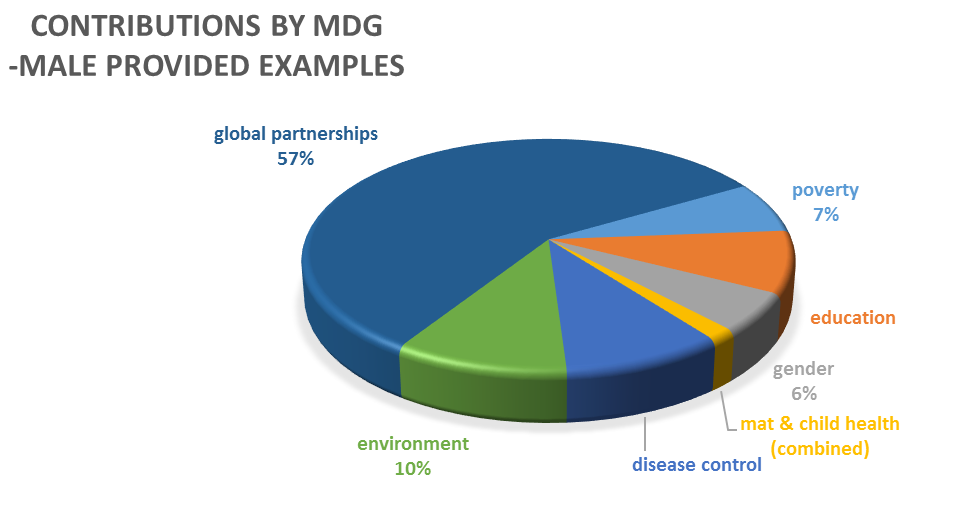 CONTRIBUTIONS BY MDG
-MALE PROVIDED EXAMPLES
global partnerships
57%
poverty
7%
education
gender
6%
mat & child health
(combined)
disease control
environment
10%